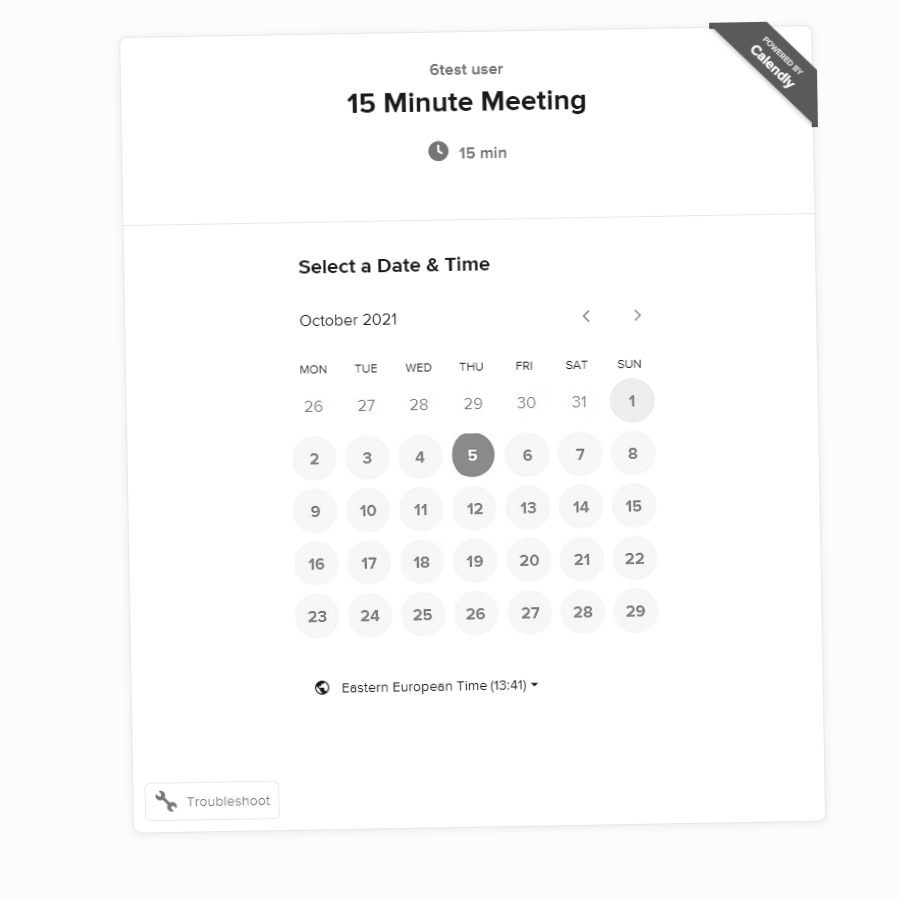 POWERED BY
Calendly
6test user
15 Minute Meeting
15 min
Select a Date & Time
October 2021
MON TUE WED THU FRI SAT SUN
26 27 28 29 30 31 1
2 3 4 5 6 7 8
9 10 11 12 13 14 15
16 17 18 19 20 21 22
23 24 25 26 27 28 29
Eastern European Time (13:41)
Troubleshoot